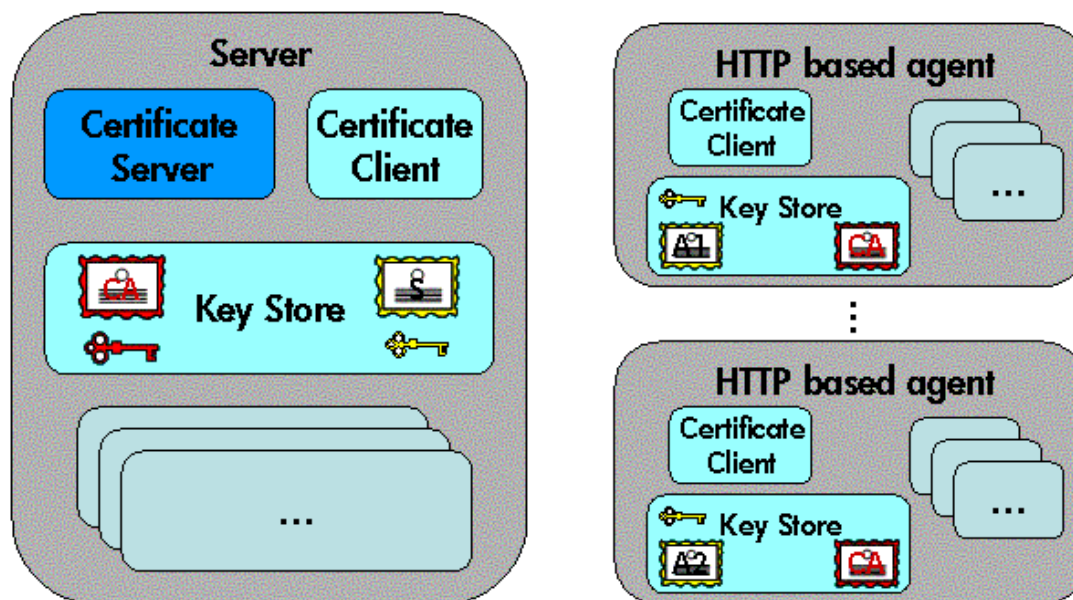 Server
Certificate
Server
Certificate
Client
CA
S
Key Store
...
HTTP based agent
Certificate
Client
...
Key Store
A1
CA
...
HTTP based agent
Certificate
Client
...
Key Store
A2
CA